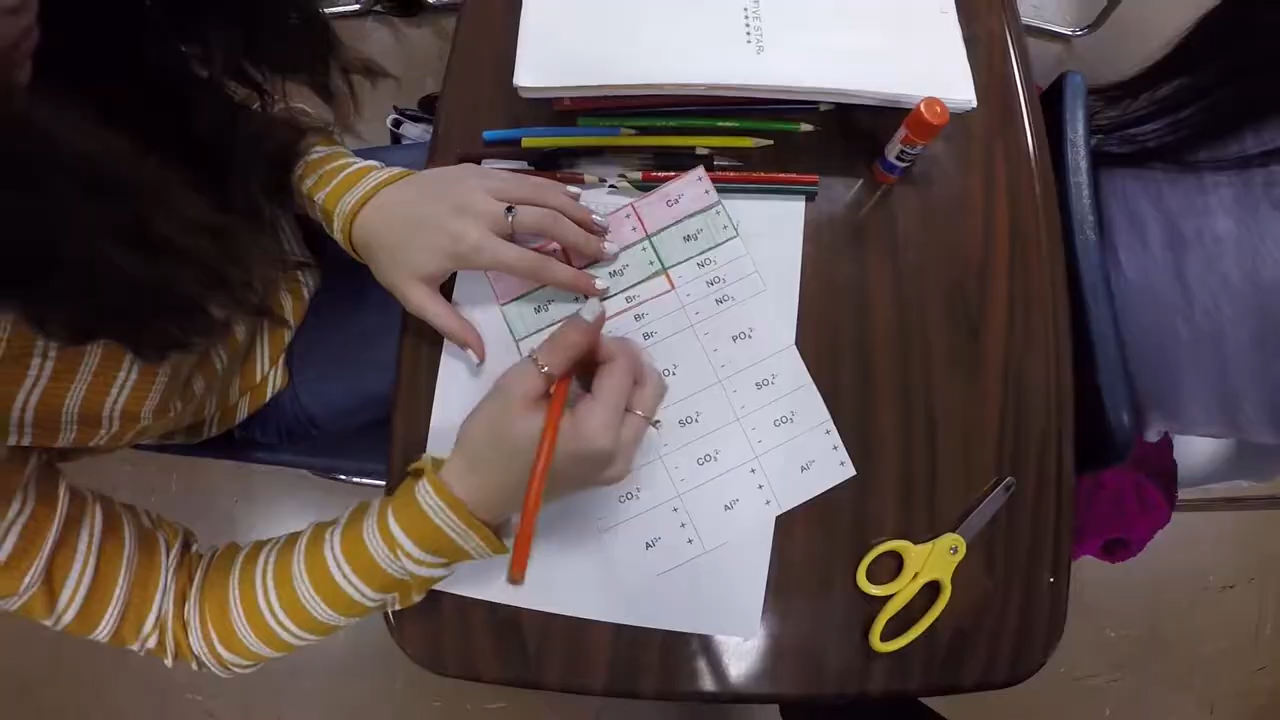 FIVE STAR
Ca²⁺ + +
Mg²⁺ + +
Mg²⁺ + +
Mg²⁺ +
NO₃⁻ -
NO₃⁻ -
NO₃⁻ -
Br-
Br-
Br-
PO₄³⁻ - - -
SO₄²⁻ - -
SO₄²⁻ -
CO₃²⁻ - -
CO₃²⁻ - -
CO₃²⁻
Al³⁺ + + +
Al³⁺ + + +
Al³⁺ + + +